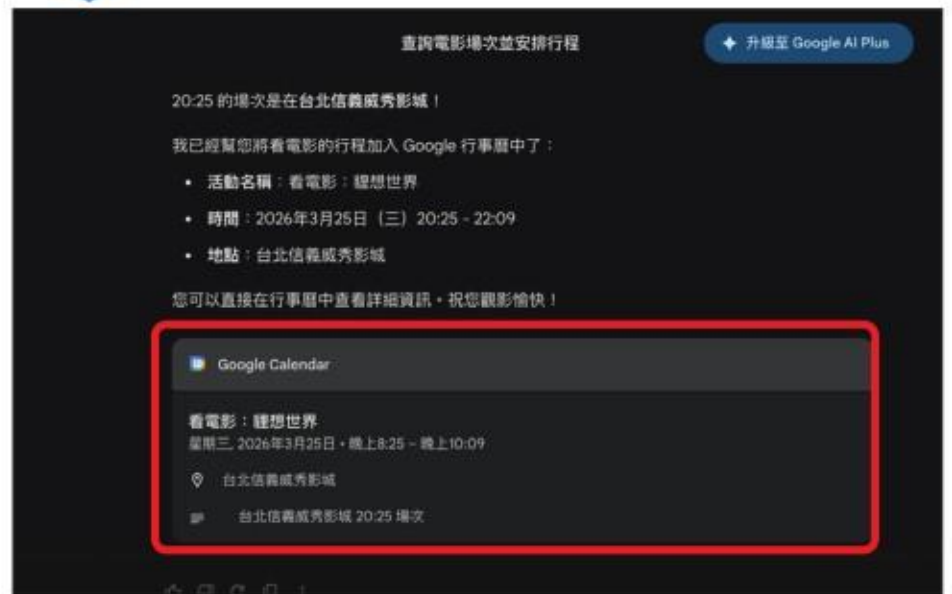 查詢電影場次並安排行程
升級至 Google AI Plus
20:25 的場次是在台北信義威秀影城！
我已經幫您將看電影的行程加入 Google 行事曆中了：
• 活動名稱：看電影：貍想世界
• 時間：2026年3月25日（三）20:25 - 22:09
• 地點：台北信義威秀影城
您可以直接在行事曆中查看詳細資訊。祝您觀影愉快！
Google Calendar
看電影：貍想世界
星期三, 2026年3月25日・晚上8:25 – 晚上10:09
台北信義威秀影城
台北信義威秀影城 20:25 場次